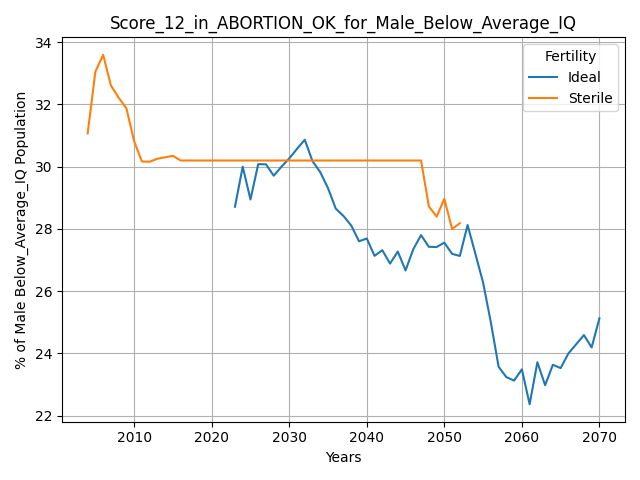 Score_12_in_ABORTION_OK_for_Male_Below_Average_IQ
% of Male Below_Average_IQ Population
34
32
30
28
26
24
22
Fertility
Ideal
Sterile
2010 2020 2030 2040 2050 2060 2070
Years